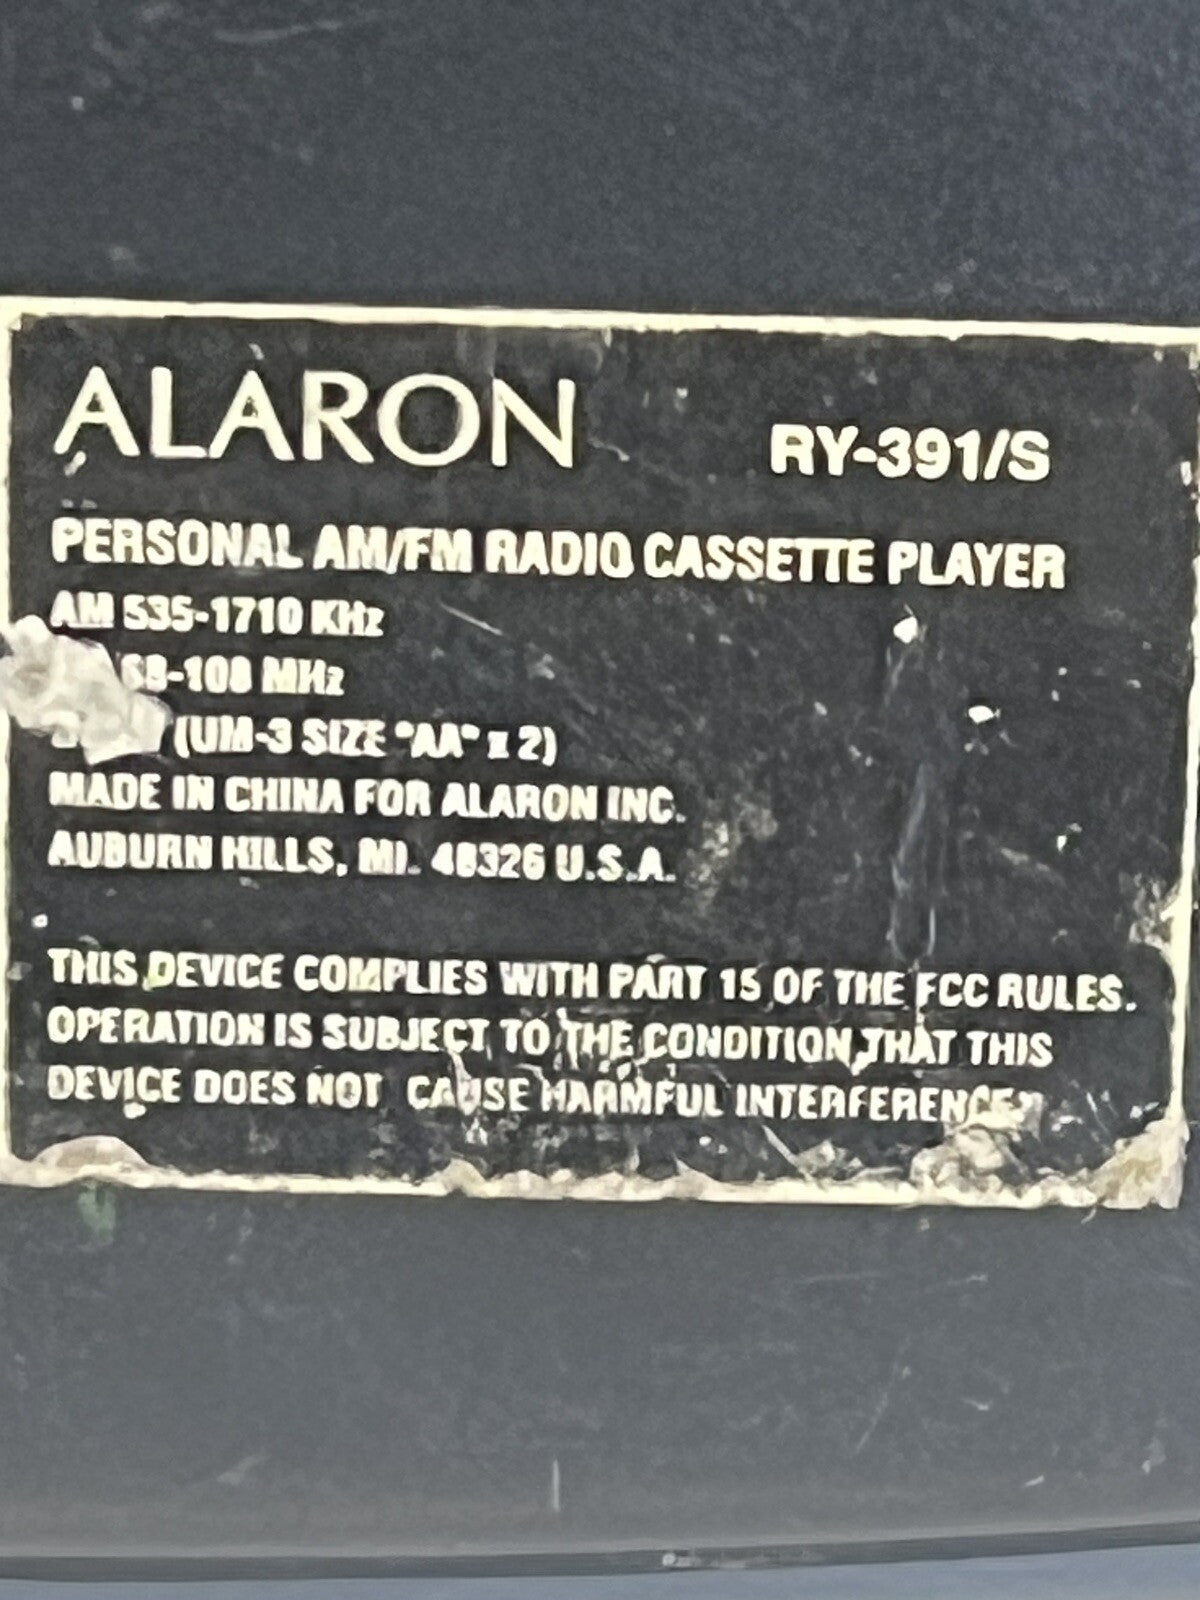 ALARON RY-391/S
PERSONAL AM/FM RADIO CASSETTE PLAYER
AM 535-1710 KHz
88-108 MHz
(UM-3 SIZE "AA" x 2)
MADE IN CHINA FOR ALARON INC.
AUBURN HILLS, MI. 48326 U.S.A.
THIS DEVICE COMPLIES WITH PART 15 OF THE FCC RULES.
OPERATION IS SUBJECT TO THE CONDITION THAT THIS
DEVICE DOES NOT CAUSE HARMFUL INTERFERENCE.